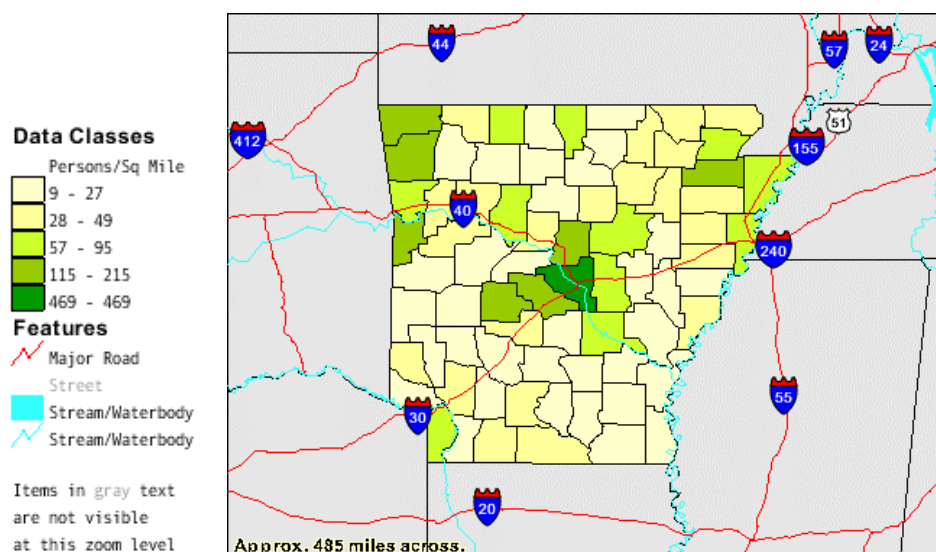 Data Classes
Persons/Sq Mile
9 - 27
28 - 49
57 - 95
115 - 215
469 - 469
Features
Major Road
Street
Stream/Waterbody
Stream/Waterbody
Items in gray text
are not visible
at this zoom level
44
57
24
412
51
155
40
240
55
30
20
Approx. 485 miles across.